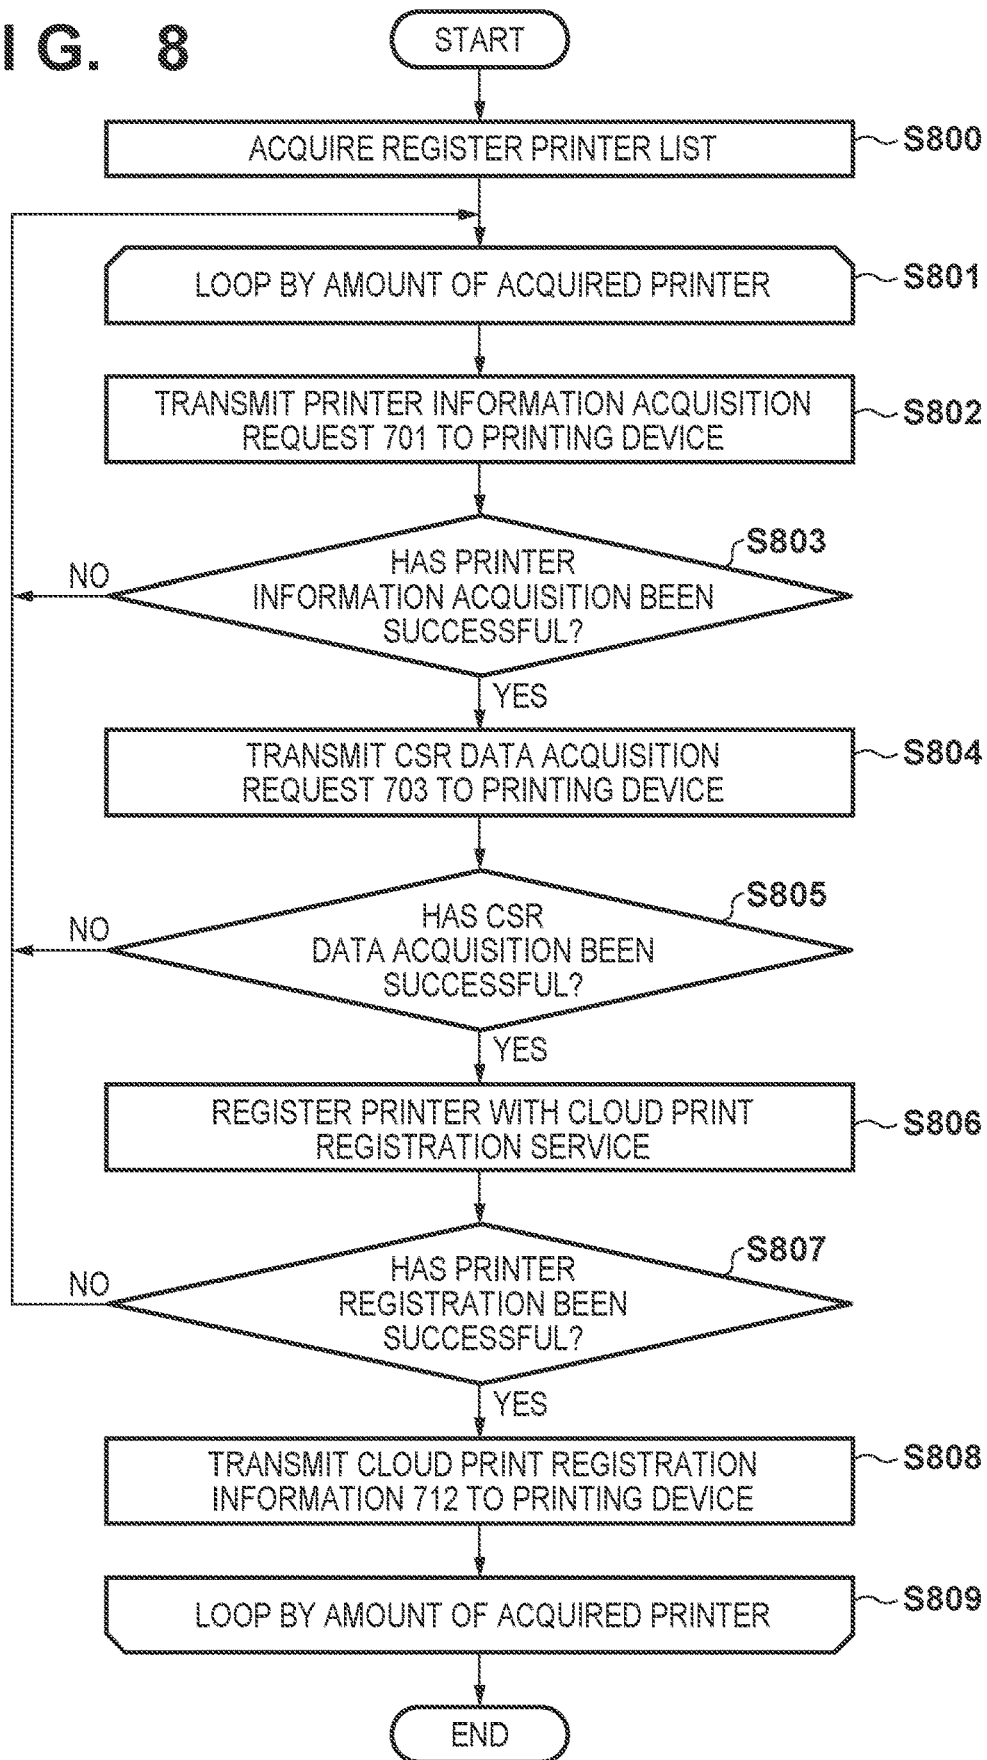 I G. 8
START
ACQUIRE REGISTER PRINTER LIST
S800
LOOP BY AMOUNT OF ACQUIRED PRINTER
S801
TRANSMIT PRINTER INFORMATION ACQUISITION
REQUEST 701 TO PRINTING DEVICE
S802
HAS PRINTER
INFORMATION ACQUISITION BEEN
SUCCESSFUL?
S803
NO
YES
TRANSMIT CSR DATA ACQUISITION
REQUEST 703 TO PRINTING DEVICE
S804
HAS CSR
DATA ACQUISITION BEEN
SUCCESSFUL?
S805
NO
YES
REGISTER PRINTER WITH CLOUD PRINT
REGISTRATION SERVICE
S806
HAS PRINTER
REGISTRATION BEEN
SUCCESSFUL?
S807
NO
YES
TRANSMIT CLOUD PRINT REGISTRATION
INFORMATION 712 TO PRINTING DEVICE
S808
LOOP BY AMOUNT OF ACQUIRED PRINTER
S809
END